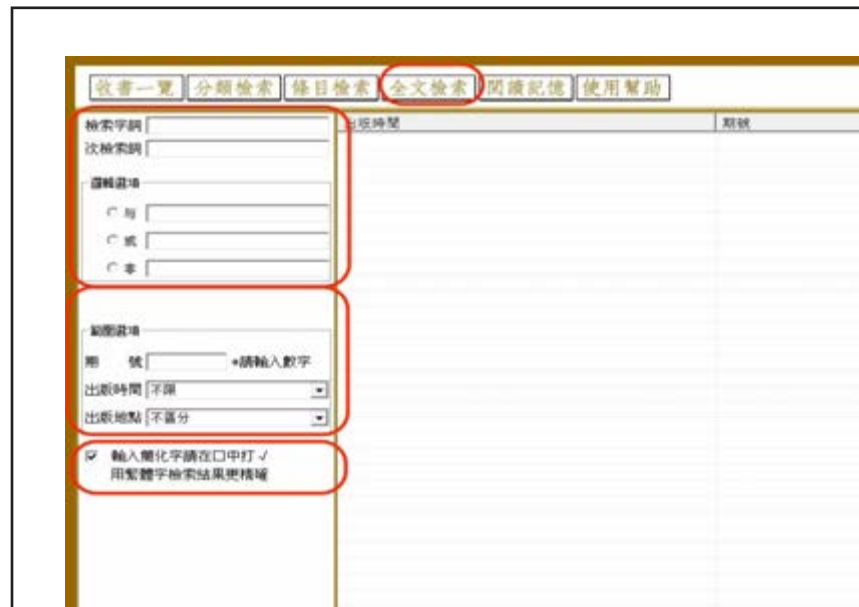 收書一覽 分類檢索 條目檢索 全文檢索 閱讀記憶 使用幫助
檢索字詞 出版時間 期號
次檢索詞
邏輯選項
与
或
非
範圍選項
期 號 *請輸入數字
出版時間 不限
出版地點 不區分
輸入簡化字請在口中打√
用繁體字檢索結果更精確